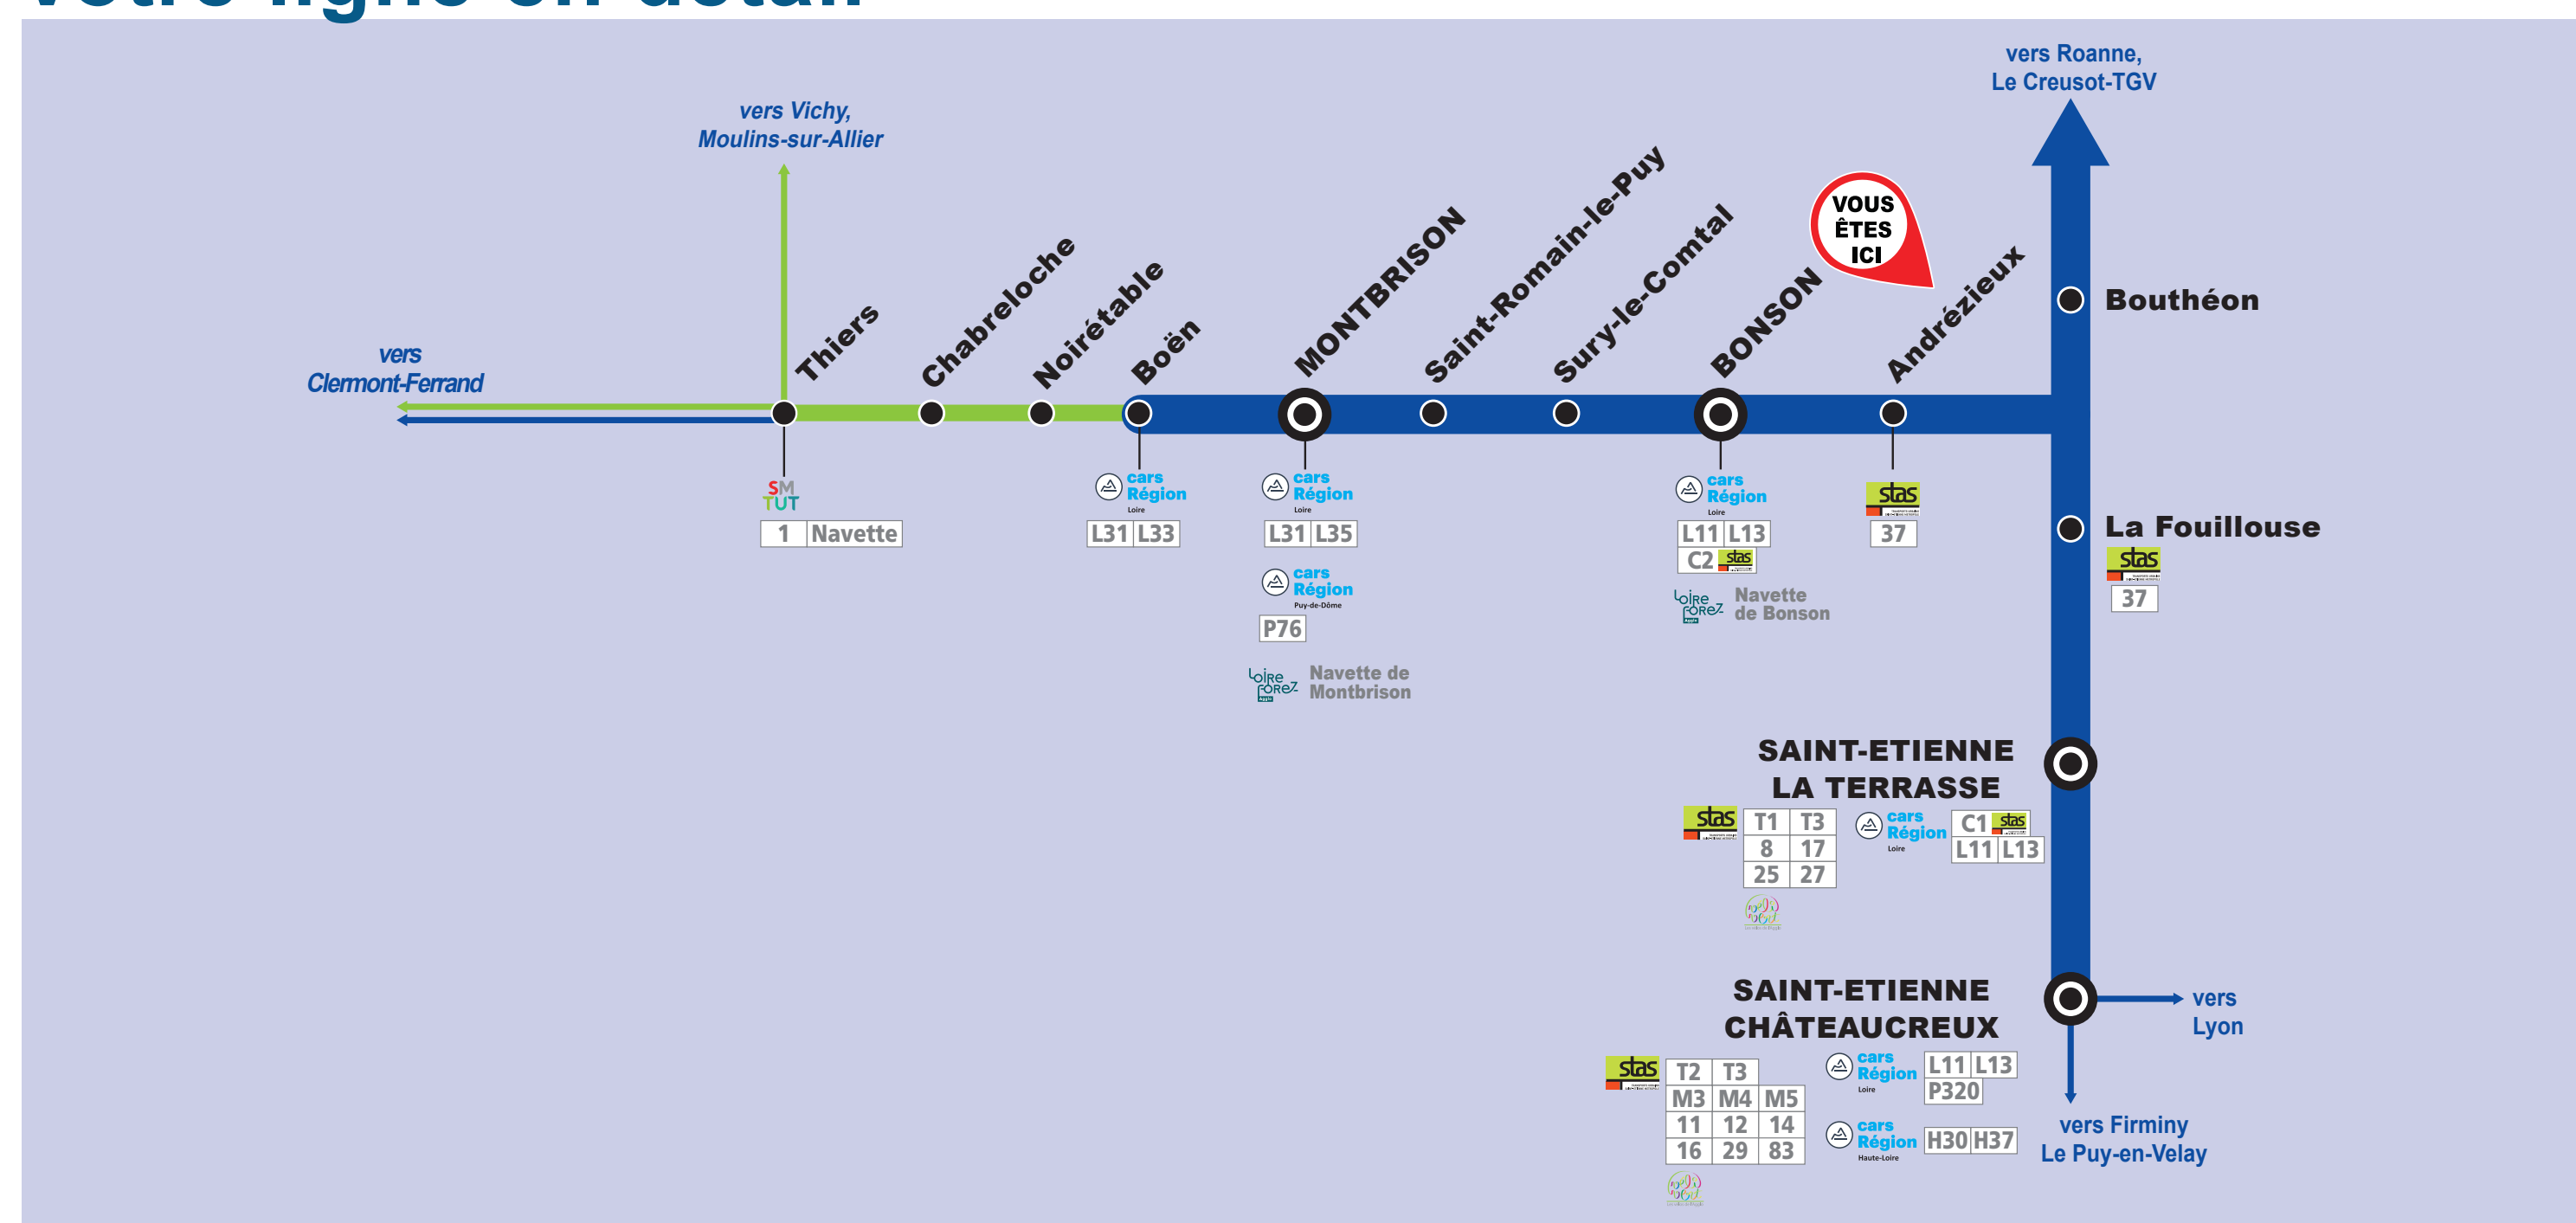 votre ligne en détail
vers Roanne,
Le Creusot-TGV
vers Vichy,
Moulins-sur-Allier
VOUS
ÊTES
ICI
vers
Clermont-Ferrand
Thiers
Chabreloche
Noirétable
Boën
MONTBRISON
Saint-Romain-le-Puy
Sury-le-Comtal
BONSON
Andrézieux
Bouthéon
La Fouillouse
stas
37
SM
TUT
1 Navette
cars
Région
Loire
L31 L33
cars
Région
Loire
L31 L35
cars
Région
Puy-de-Dôme
P76
Loire
FOReZ
Navette de
Montbrison
cars
Région
Loire
L11 L13
C2 stas
Loire
FOReZ
Navette
de Bonson
stas
37
SAINT-ETIENNE
LA TERRASSE
stas
T1 T3
8 17
25 27
cars
Région
Loire
C1 stas
L11 L13
SAINT-ETIENNE
CHÂTEAUCREUX
stas
T2 T3
M3 M4 M5
11 12 14
16 29 83
cars
Région
Loire
L11 L13
P320
cars
Région
Haute-Loire
H30 H37
vers
Lyon
vers Firminy
Le Puy-en-Velay